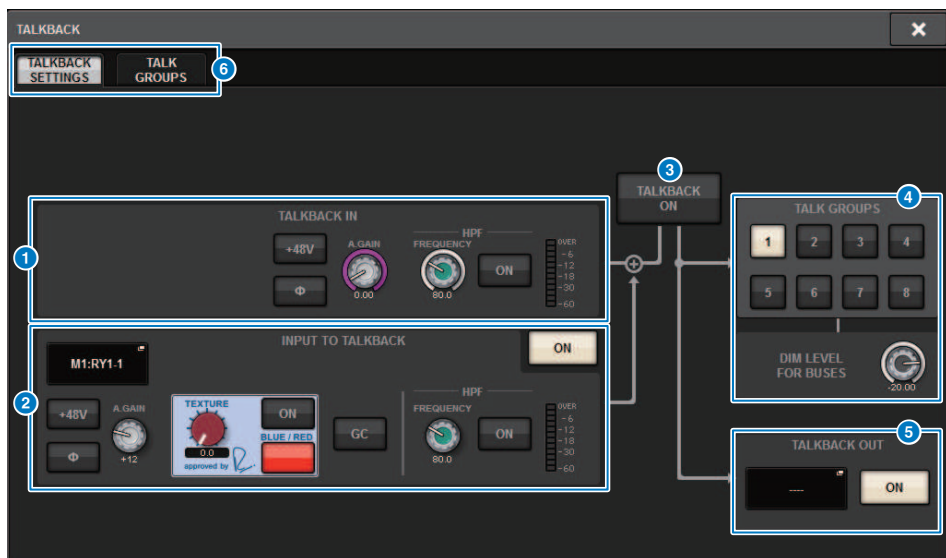 TALKBACK
TALKBACK SETTINGS
TALK GROUPS
6
1
TALKBACK IN
+48V
Φ
A.GAIN
0.00
HPF
FREQUENCY
80.0
ON
OVER
-6
-12
-18
-30
-60
2
INPUT TO TALKBACK
ON
M1:RY1-1
+48V
Φ
A.GAIN
+12
TEXTURE
0.0
approved by
ON
BLUE / RED
GC
HPF
FREQUENCY
80.0
ON
OVER
-6
-12
-18
-30
-60
3
TALKBACK ON
4
TALK GROUPS
1 2 3 4
5 6 7 8
DIM LEVEL
FOR BUSES
-20.00
5
TALKBACK OUT
----
ON